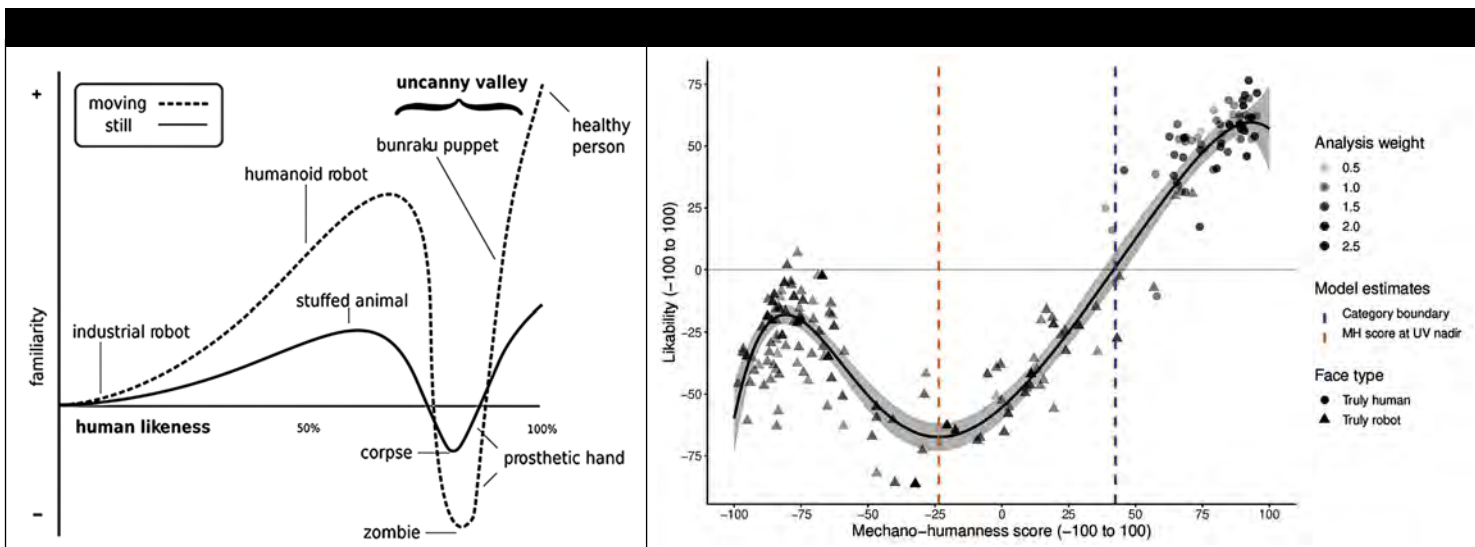 +
moving
still
uncanny valley
bunraku puppet
healthy
person
humanoid robot
stuffed animal
industrial robot
familiarity
human likeness
50%
100%
corpse
prosthetic hand
–
zombie
75
50
25
0
−25
−50
−75
Likability (−100 to 100)
−100
−75
−50
−25
0
25
50
75
100
Mechano−humanness score (−100 to 100)
Analysis weight
0.5
1.0
1.5
2.0
2.5
Model estimates
Category boundary
MH score at UV nadir
Face type
Truly human
Truly robot